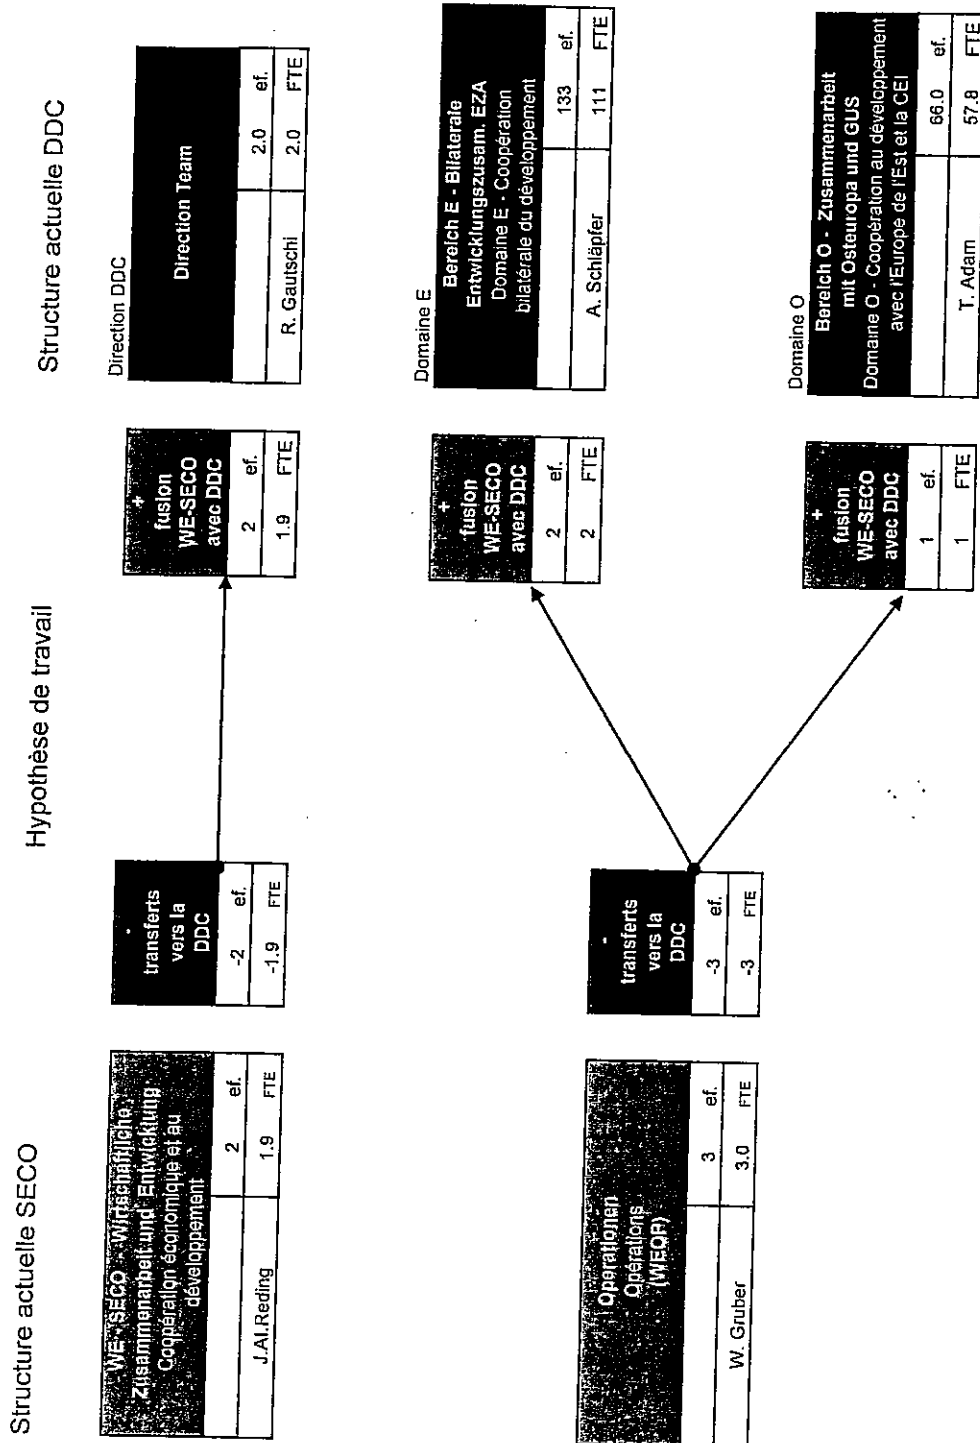 Structure actuelle SECO
Hypothèse de travail
Structure actuelle DDC
WE-SECO - Wirtschaftliche
Zusammenarbeit und Entwicklung
Coopération économique et au
développement
2 ef.
J.Al.Reding 1.9 FTE
-
transferts
vers la
DDC
-2 ef.
-1.9 FTE
+
fusion
WE-SECO
avec DDC
2 ef.
1.9 FTE
Direction DDC
Direction Team
2.0 ef.
R. Gautschi 2.0 FTE
Operationen
Opérations
(WEOP)
3 ef.
W. Gruber 3.0 FTE
-
transferts
vers la
DDC
-3 ef.
-3 FTE
+
fusion
WE-SECO
avec DDC
2 ef.
2 FTE
Domaine E
Bereich E - Bilaterale
Entwicklungszusam. EZA
Domaine E - Coopération
bilatérale du développement
133 ef.
A. Schläpfer 111 FTE
+
fusion
WE-SECO
avec DDC
1 ef.
1 FTE
Domaine O
Bereich O - Zusammenarbeit
mit Osteuropa und GUS
Domaine O - Coopération au développement
avec l'Europe de l'Est et la CEI
66.0 ef.
T. Adam 57.8 FTE